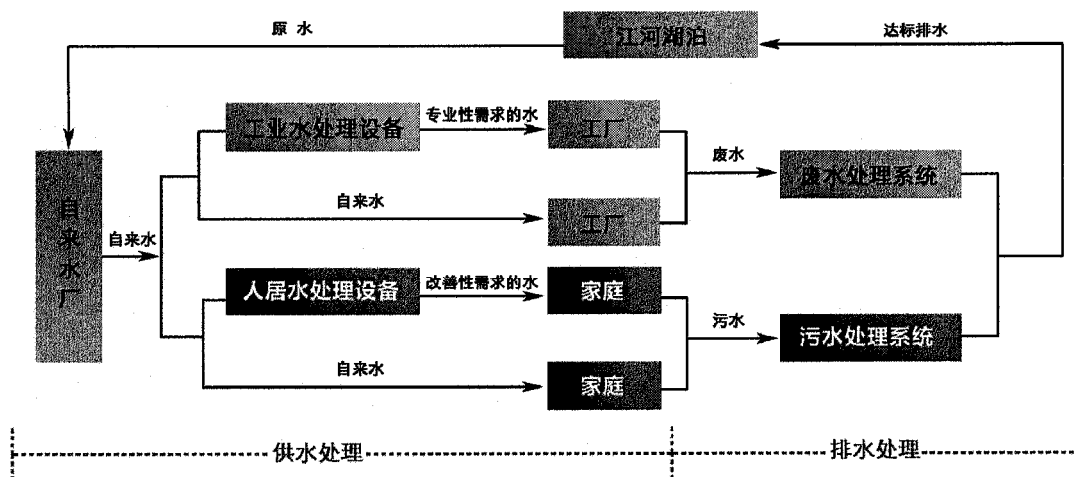 原 水
江河湖泊
达标排水
工业水处理设备
专业性需求的水
工厂
废水
废水处理系统
自来水厂
自来水
自来水
工厂
人居水处理设备
改善性需求的水
家庭
污水
污水处理系统
自来水
家庭
供水处理
排水处理